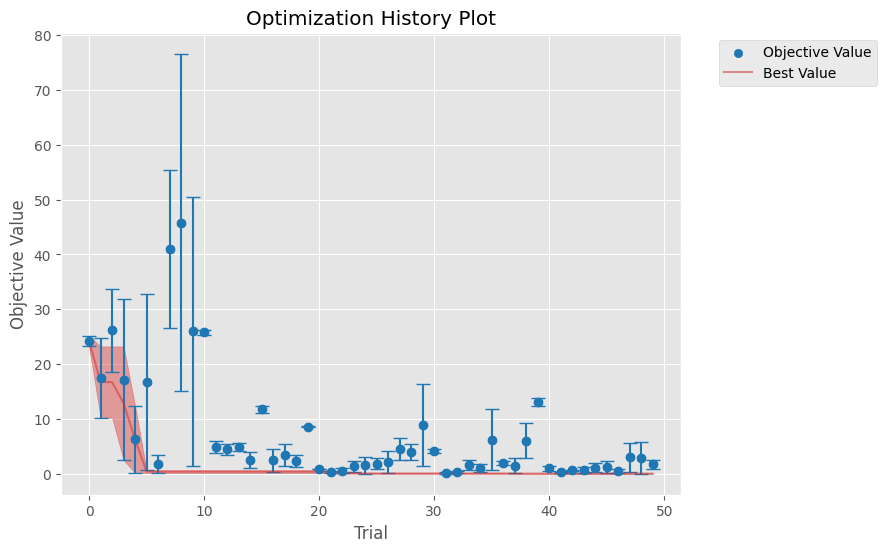 Optimization History Plot
Objective Value
Best Value
80
70
60
50
40
30
20
10
0
Objective Value
0 10 20 30 40 50
Trial